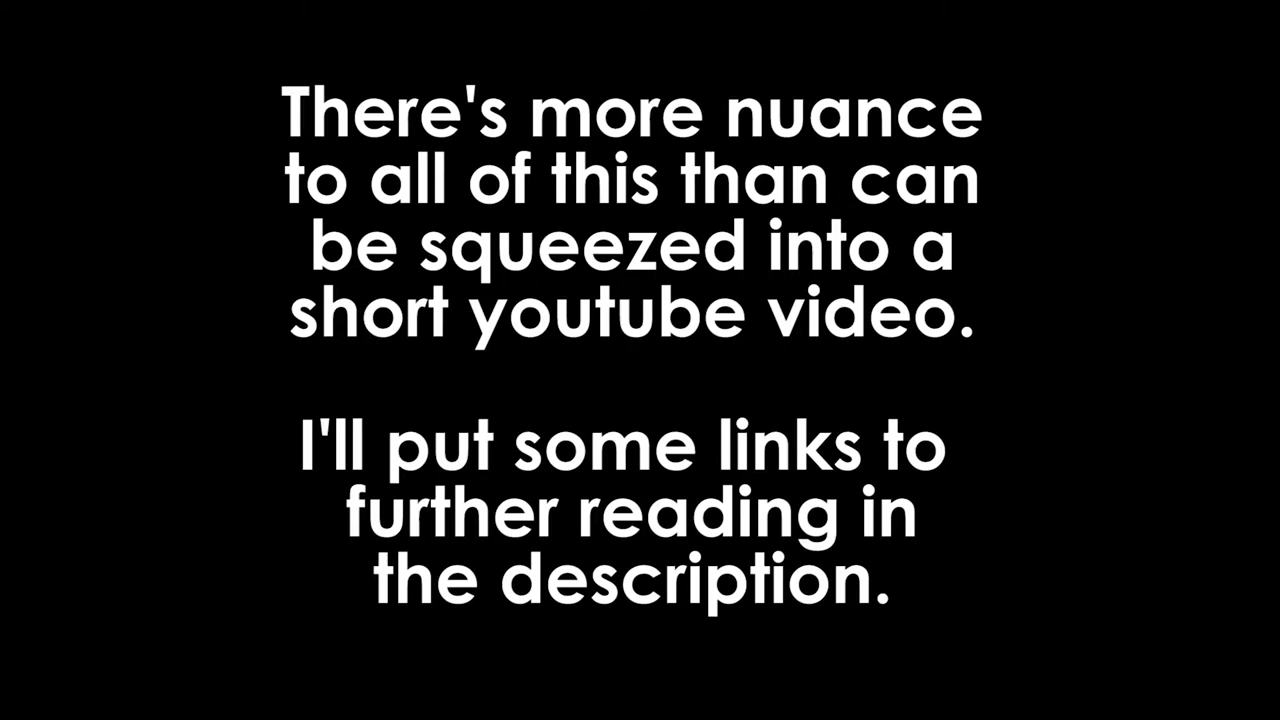 There's more nuance
to all of this than can
be squeezed into a
short youtube video.
I'll put some links to
further reading in
the description.